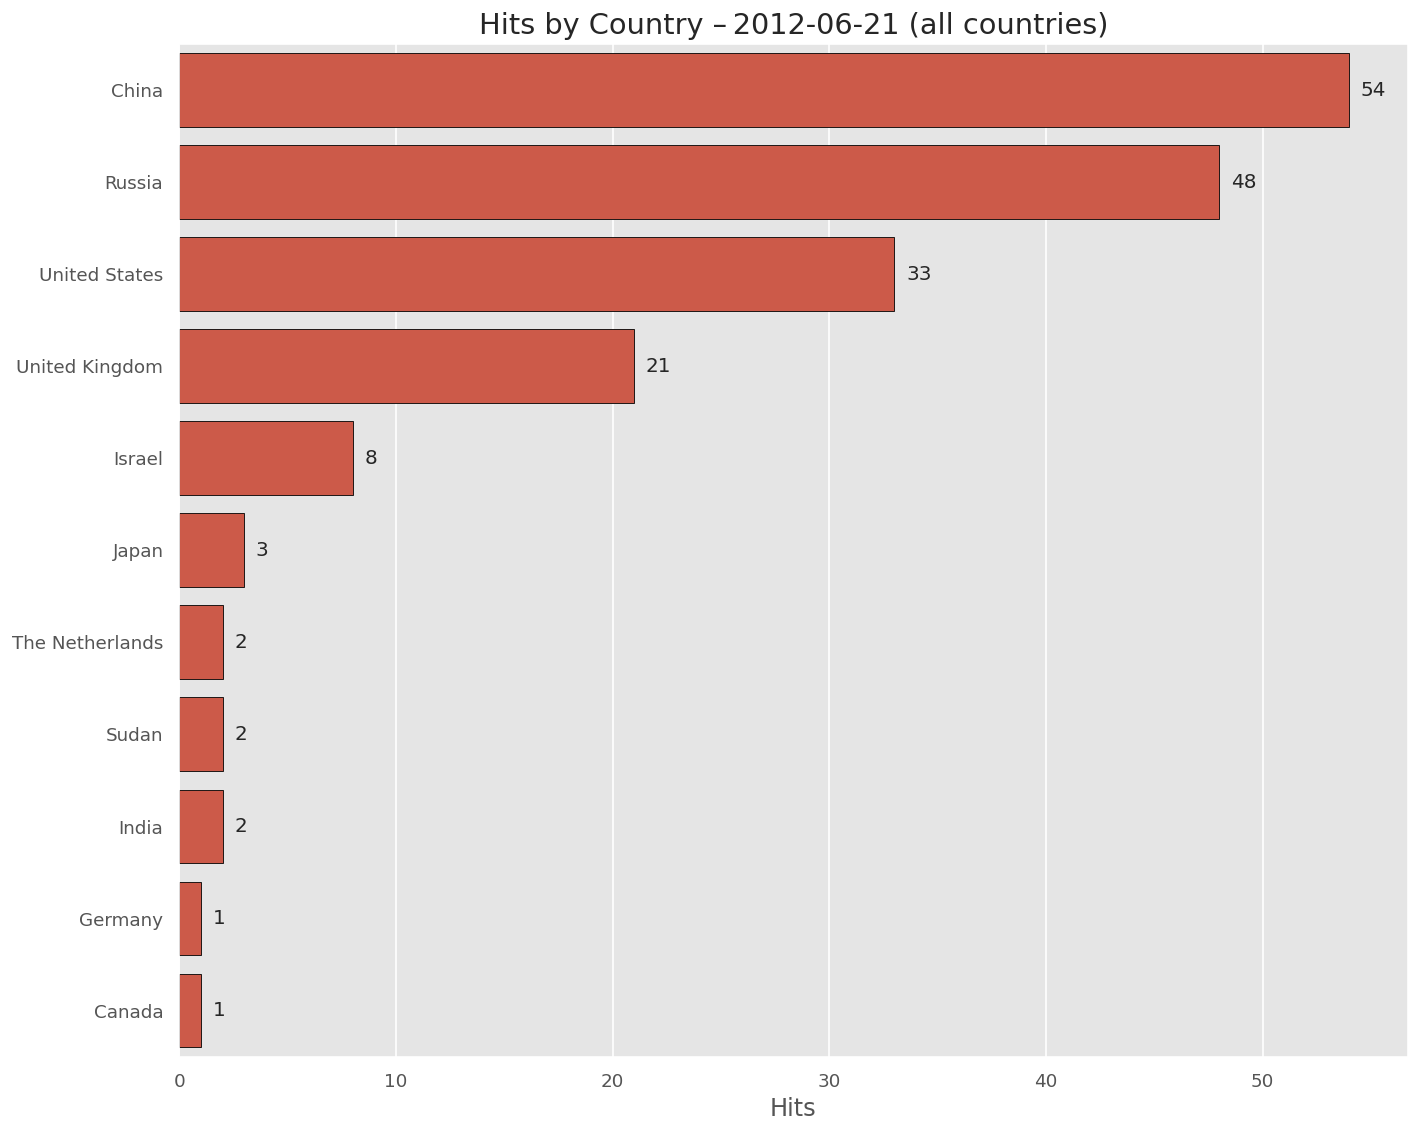 Hits by Country – 2012-06-21 (all countries)
China 54
Russia 48
United States 33
United Kingdom 21
Israel 8
Japan 3
The Netherlands 2
Sudan 2
India 2
Germany 1
Canada 1
0 10 20 30 40 50
Hits